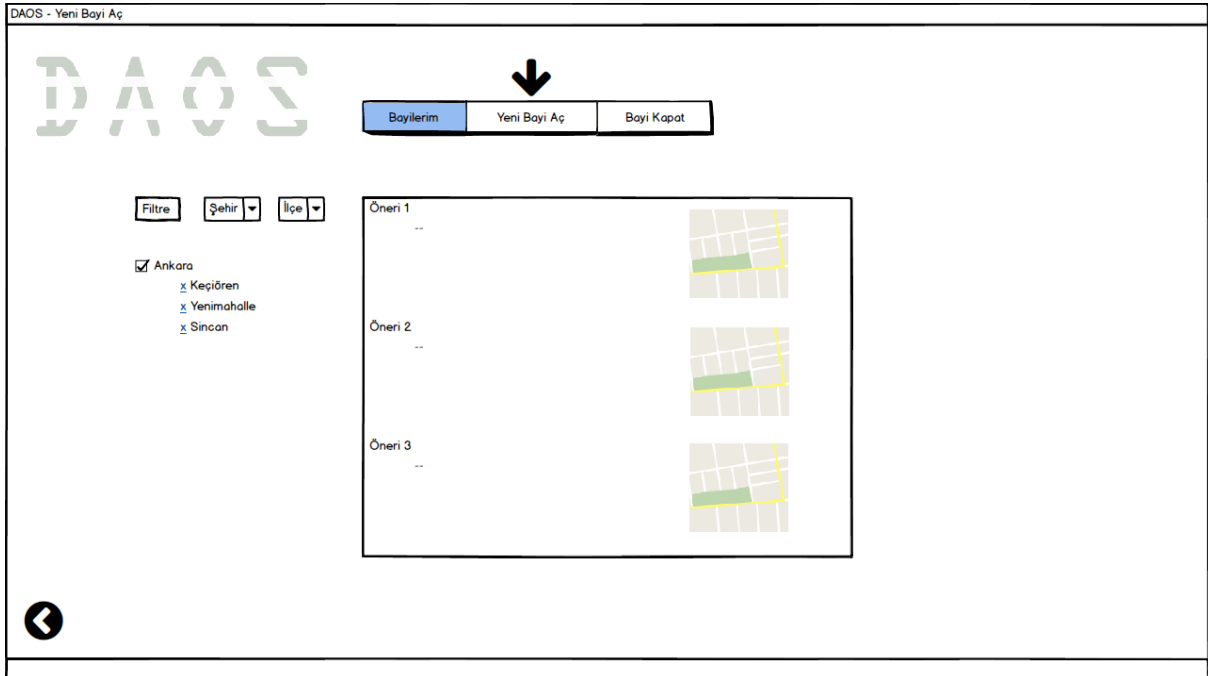 DAOS - Yeni Bayi Aç
DAOS
Bayilerim Yeni Bayi Aç Bayi Kapat
Filtre Şehir İlçe
Ankara
x Keçiören
x Yenimahalle
x Sincan
Öneri 1
--
Öneri 2
--
Öneri 3
--